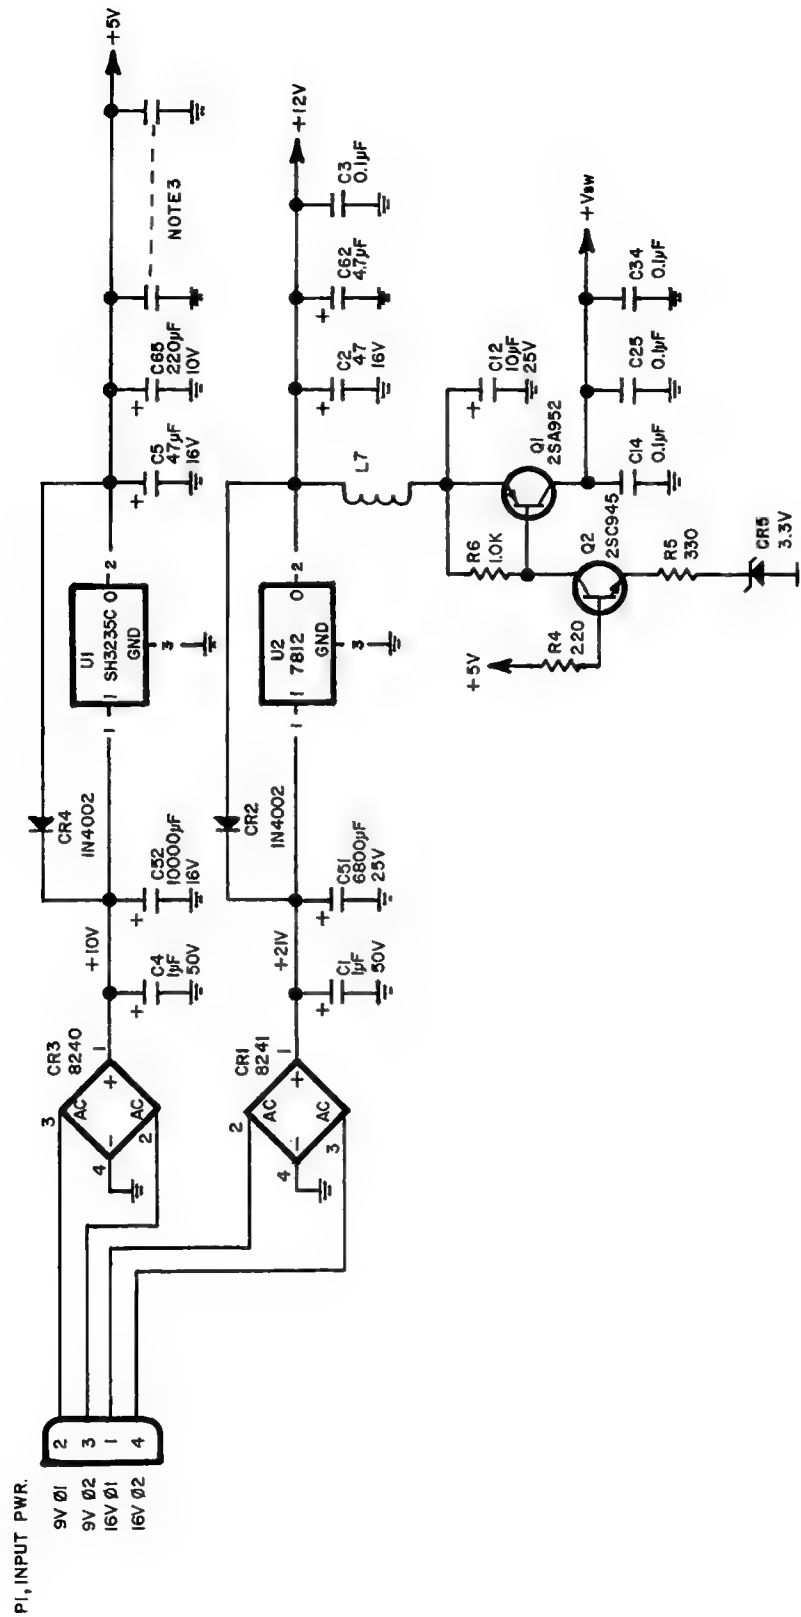 P1, INPUT PWR.
9V Ø1
9V Ø2
16V Ø1
16V Ø2
2
3
1
4
CR3
8240
3
AC
AC
2
4
−
+
1
+10V
C4
1µF
50V
+
C52
10000µF
16V
+
CR4
1N4002
1
U1
1 SH3235C O
GND
2
3
C5
47µF
16V
+
C65
220µF
10V
+
NOTE 3
+5V
CR1
8241
2
AC
AC
3
4
−
+
1
+21V
C1
1µF
50V
+
C51
6800µF
25V
+
CR2
1N4002
1
U2
1 7812 O
GND
2
3
C2
47
16V
+
C62
4.7µF
+
C3
0.1µF
+12V
L7
C12
10µF
25V
+
Q1
2SA952
R6
1.0K
Q2
2SC945
+5V
R4
220
R5
330
CR5
3.3V
C14
0.1µF
C25
0.1µF
C34
0.1µF
+Vsw